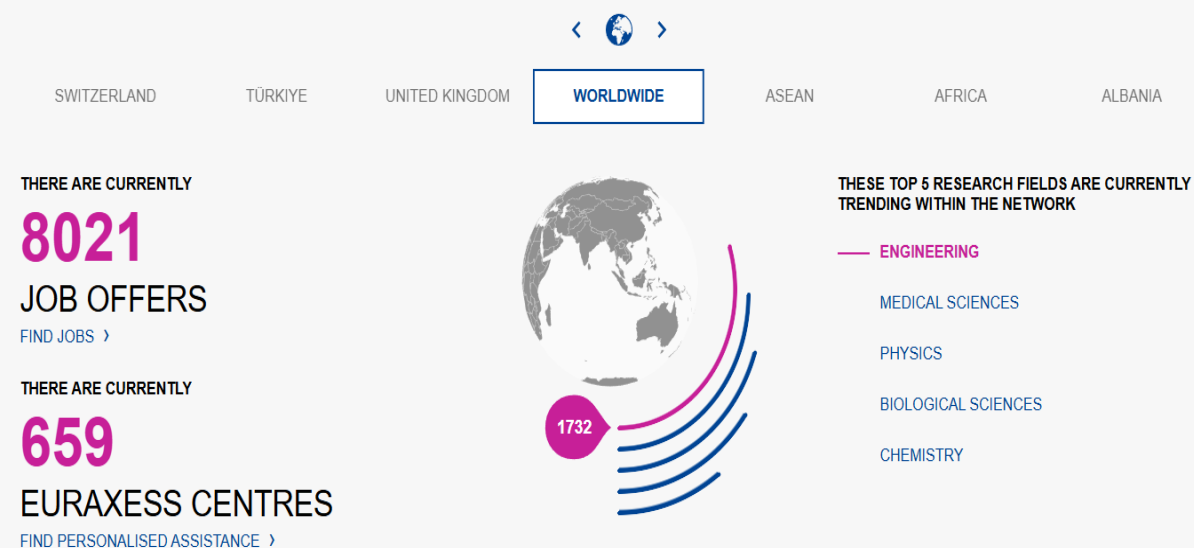 SWITZERLAND
TÜRKIYE
UNITED KINGDOM
WORLDWIDE
ASEAN
AFRICA
ALBANIA
THERE ARE CURRENTLY
8021
JOB OFFERS
FIND JOBS ›
THERE ARE CURRENTLY
659
EURAXESS CENTRES
FIND PERSONALISED ASSISTANCE ›
1732
THESE TOP 5 RESEARCH FIELDS ARE CURRENTLY
TRENDING WITHIN THE NETWORK
ENGINEERING
MEDICAL SCIENCES
PHYSICS
BIOLOGICAL SCIENCES
CHEMISTRY